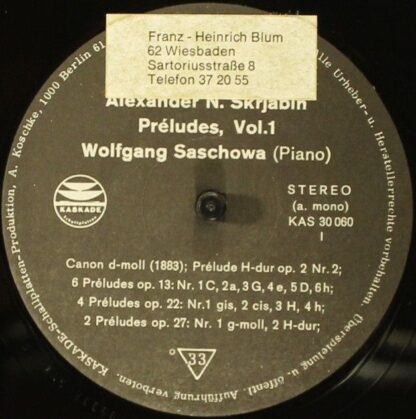 Franz - Heinrich Blum
62 Wiesbaden
Sartoriusstraße 8
Telefon 37 20 55
Alexander N. Skrjabin
Préludes, Vol.1
Wolfgang Saschowa (Piano)
KASKADE
Schallplatten
STEREO
(a. mono)
KAS 30 060
I
Canon d-moll (1883); Prélude H-dur op. 2 Nr. 2;
6 Préludes op. 13: Nr. 1 C, 2a, 3 G, 4 e, 5 D, 6 h;
4 Préludes op. 22: Nr. 1 gis, 2 cis, 3 H, 4 h;
2 Préludes op. 27: Nr. 1 g-moll, 2 H-dur;
33
KASKADE-Schallplatten-Produktion, A. Koschke, 1000 Berlin 61
Alle Urheber- u. Herstellerrechte vorbehalten. Überspielung u. öffentl. Aufführung verboten.